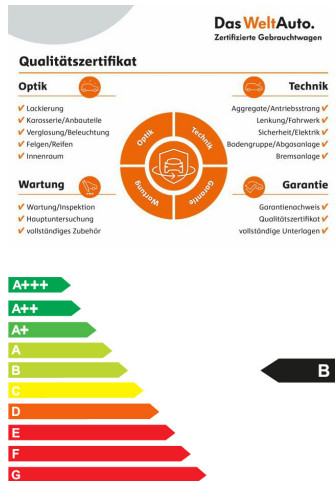 Das WeltAuto.
Zertifizierte Gebrauchtwagen
Qualitätszertifikat
Optik
Technik
✔ Lackierung
✔ Karosserie/Anbauteile
✔ Verglasung/Beleuchtung
✔ Felgen/Reifen
✔ Innenraum
Aggregate/Antriebsstrang ✔
Lenkung/Fahrwerk ✔
Sicherheit/Elektrik ✔
Bodengruppe/Abgasanlage ✔
Bremsanlage ✔
Optik
Technik
Wartung
Garantie
Wartung
Garantie
✔ Wartung/Inspektion
✔ Hauptuntersuchung
✔ vollständiges Zubehör
Garantienachweis ✔
Qualitätszertifikat ✔
vollständige Unterlagen ✔
A+++
A++
A+
A
B
B
C
D
E
F
G